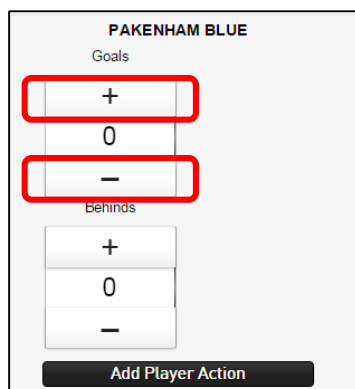 PAKENHAM BLUE
Goals
+
0
−
Behinds
+
0
−
Add Player Action